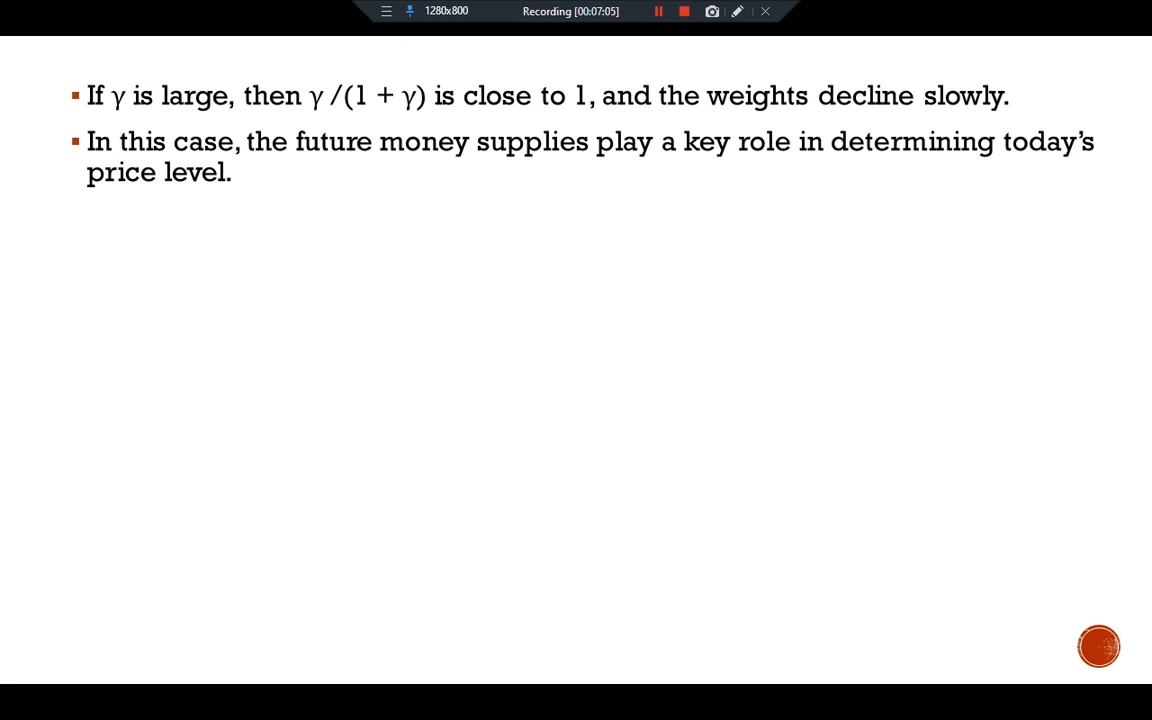 1280x800 Recording [00:07:05]
▪ If γ is large, then γ /(1 + γ) is close to 1, and the weights decline slowly.
▪ In this case, the future money supplies play a key role in determining today’s
price level.